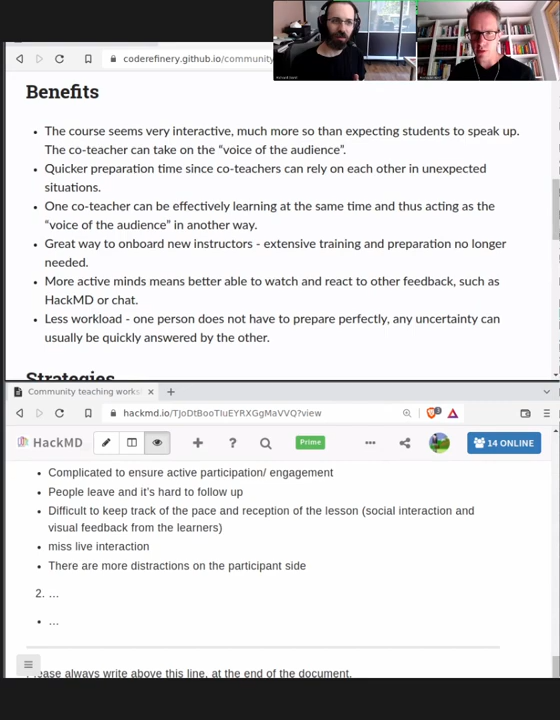 coderefinery.github.io/community
Benefits
• The course seems very interactive, much more so than expecting students to speak up.
The co-teacher can take on the “voice of the audience”.
• Quicker preparation time since co-teachers can rely on each other in unexpected
situations.
• One co-teacher can be effectively learning at the same time and thus acting as the
“voice of the audience” in another way.
• Great way to onboard new instructors - extensive training and preparation no longer
needed.
• More active minds means better able to watch and react to other feedback, such as
HackMD or chat.
• Less workload - one person does not have to prepare perfectly, any uncertainty can
usually be quickly answered by the other.
Strategies
Community teaching works
hackmd.io/TJoDtBooTIuEYRXGgMaVVQ?view
HackMD
Prime
14 ONLINE
• Complicated to ensure active participation/ engagement
• People leave and it’s hard to follow up
• Difficult to keep track of the pace and reception of the lesson (social interaction and
visual feedback from the learners)
• miss live interaction
• There are more distractions on the participant side
2. ...
• ...
ease always write above this line, at the end of the document.